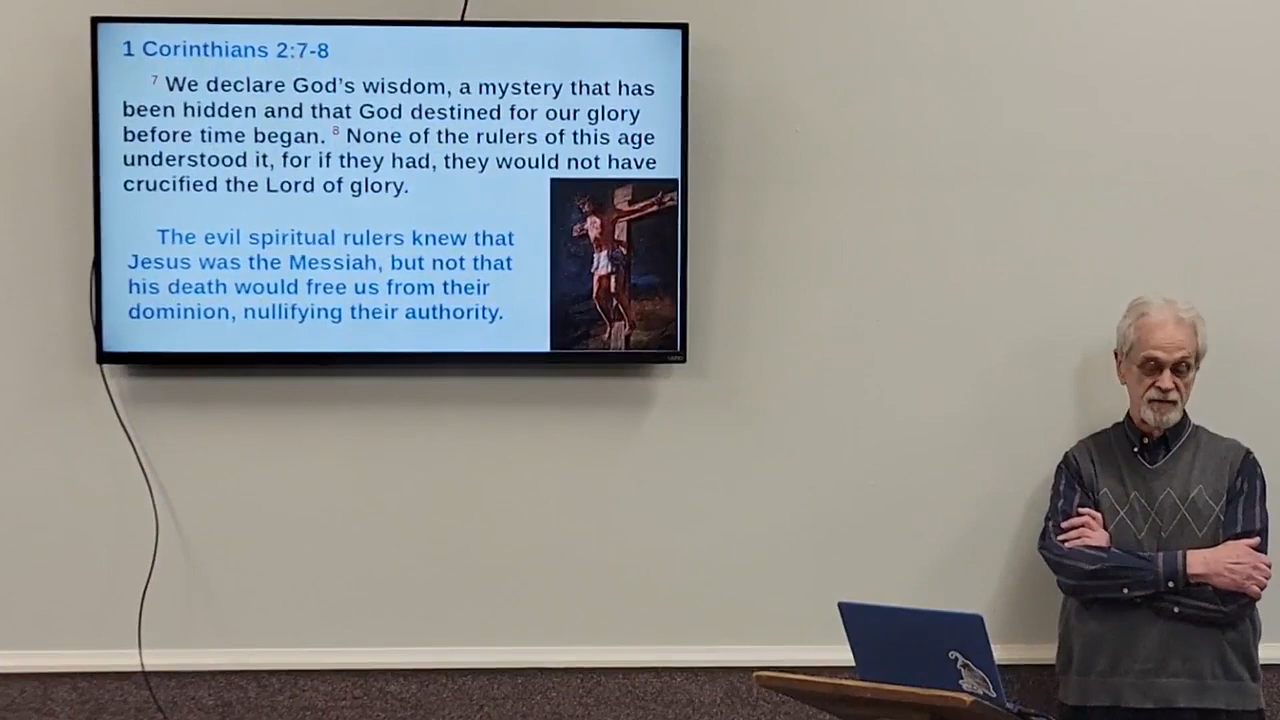 1 Corinthians 2:7-8
7 We declare God's wisdom, a mystery that has
been hidden and that God destined for our glory
before time began. 8 None of the rulers of this age
understood it, for if they had, they would not have
crucified the Lord of glory.
The evil spiritual rulers knew that
Jesus was the Messiah, but not that
his death would free us from their
dominion, nullifying their authority.
VIZIO